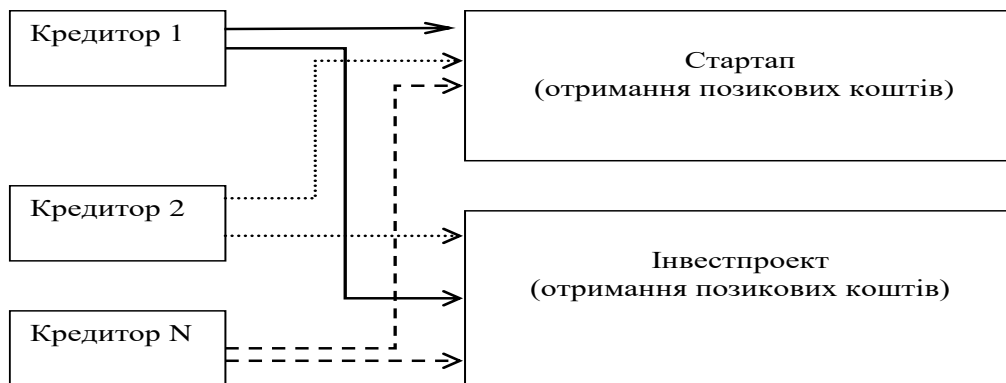 Кредитор 1
Стартап
(отримання позикових коштів)
Кредитор 2
Інвестпроект
(отримання позикових коштів)
Кредитор N